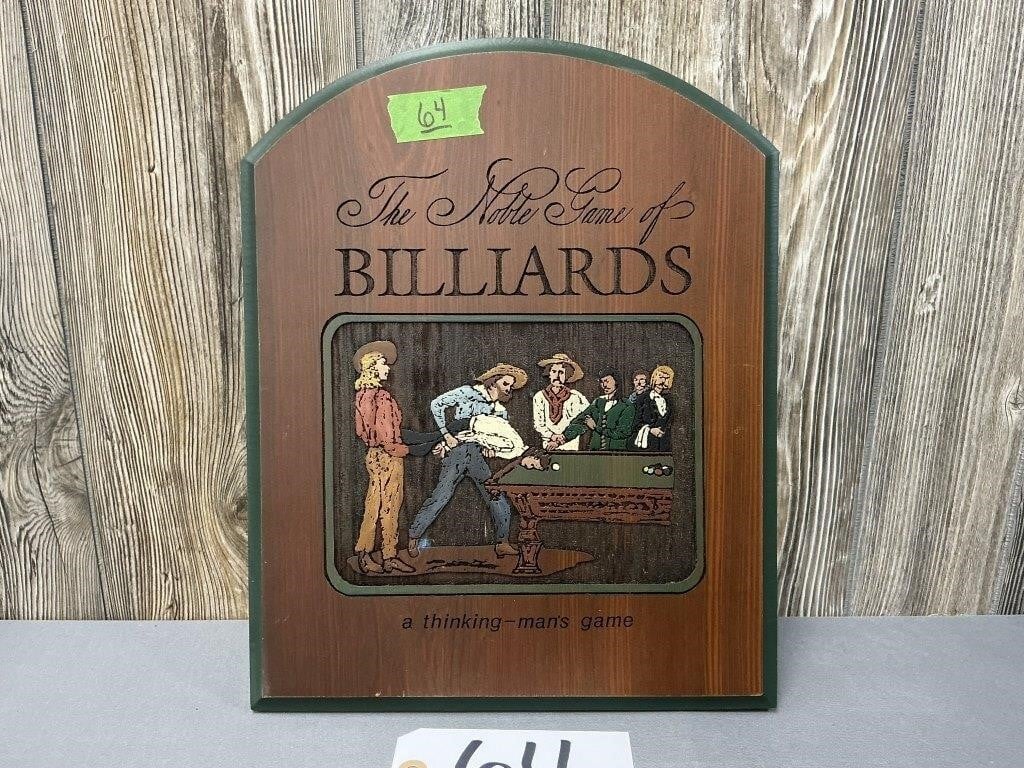 64
The Noble Game of
BILLIARDS
a thinking-man's game
64